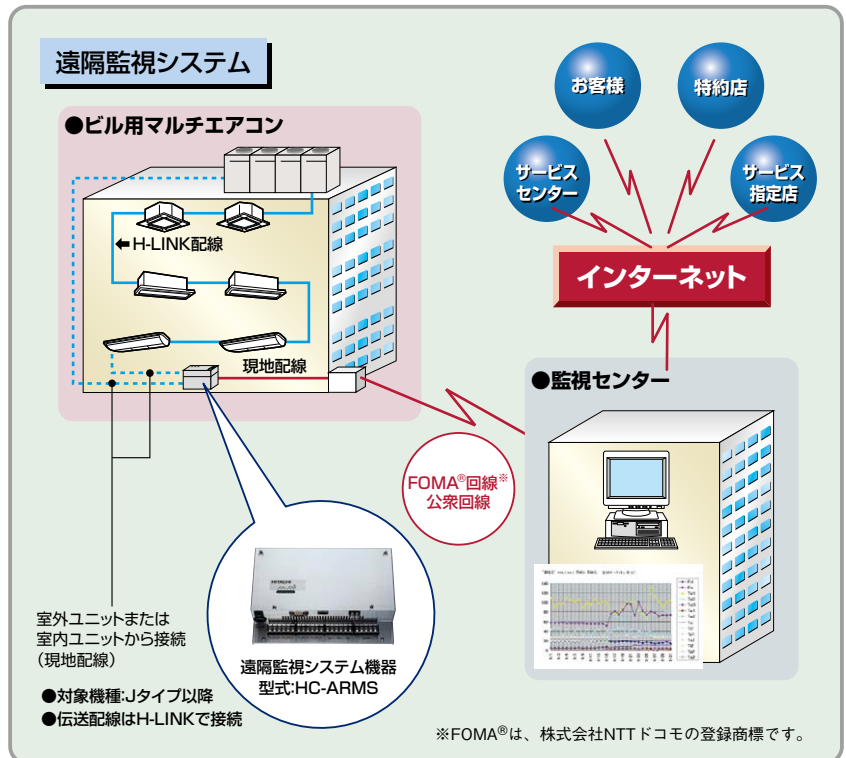 遠隔監視システム
●ビル用マルチエアコン
H-LINK配線
現地配線
お客様
特約店
サービス
センター
サービス
指定店
インターネット
●監視センター
FOMA®回線※
公衆回線
HITACHI
遠隔監視システム機器
型式:HC-ARMS
室外ユニットまたは
室内ユニットから接続
(現地配線)
●対象機種:Jタイプ以降
●伝送配線はH-LINKで接続
※FOMA®は、株式会社NTTドコモの登録商標です。